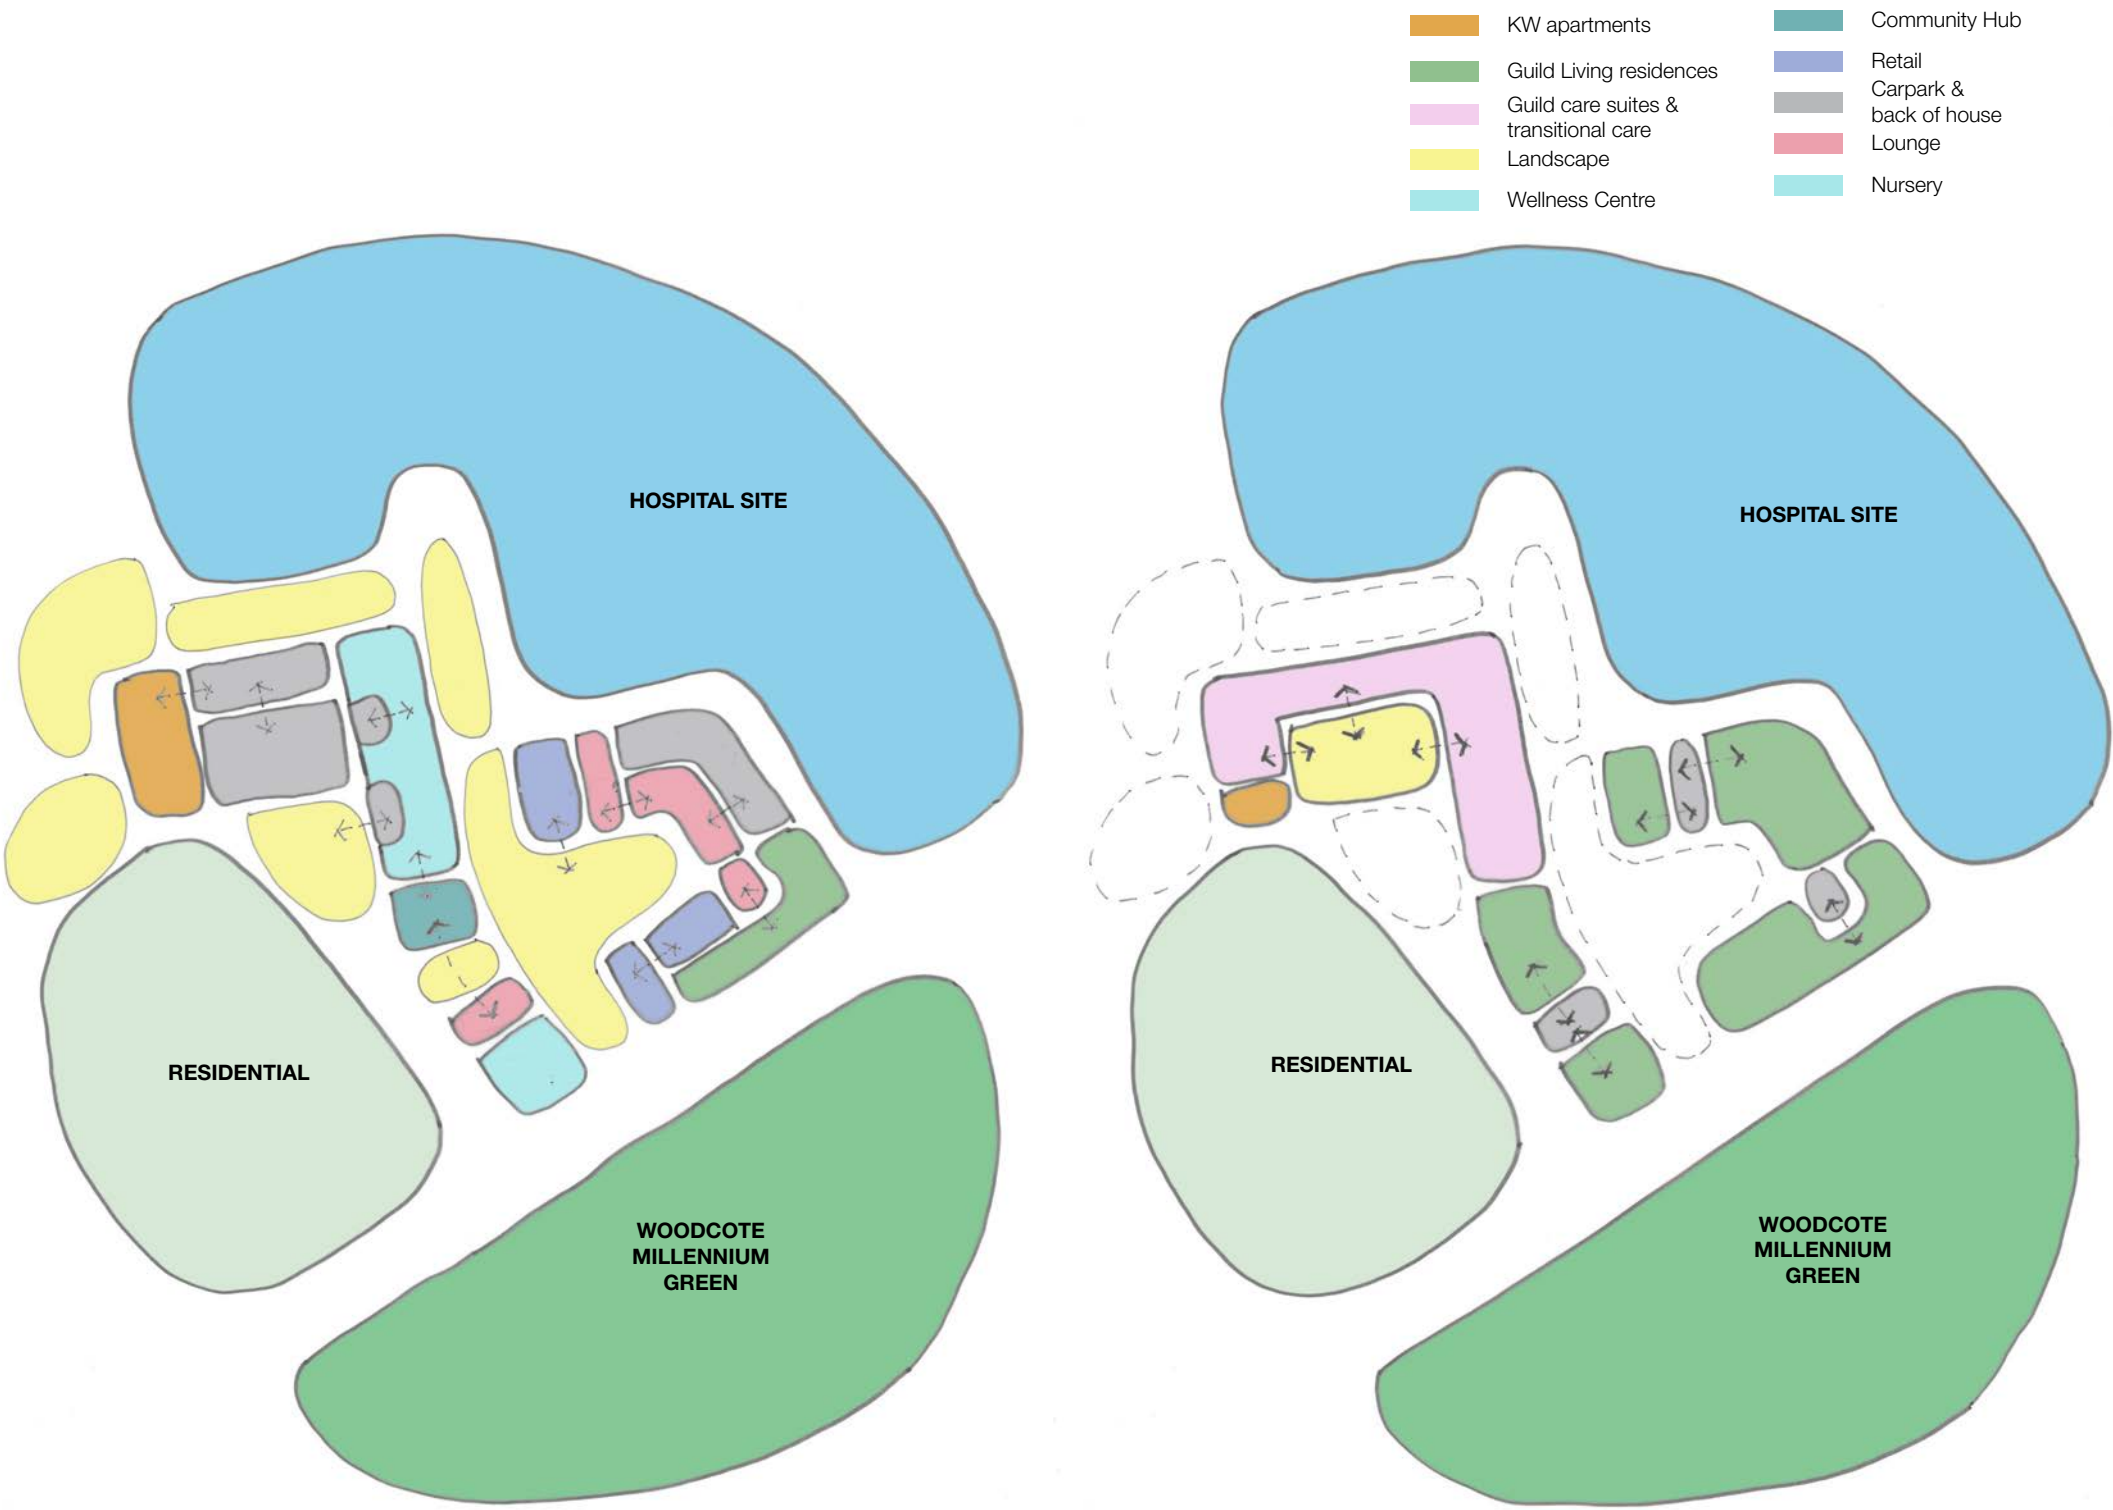 KW apartments
Guild Living residences
Guild care suites &
transitional care
Landscape
Wellness Centre
Community Hub
Retail
Carpark &
back of house
Lounge
Nursery
HOSPITAL SITE
RESIDENTIAL
WOODCOTE
MILLENNIUM
GREEN
HOSPITAL SITE
RESIDENTIAL
WOODCOTE
MILLENNIUM
GREEN